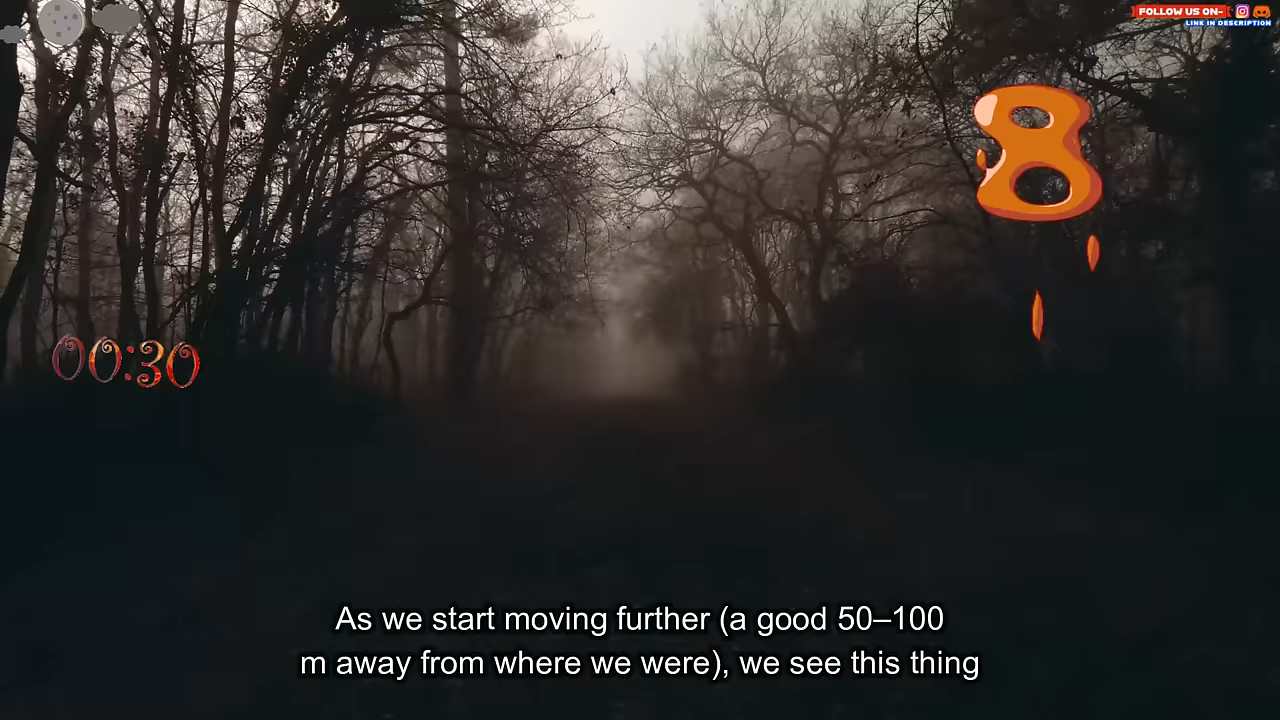 FOLLOW US ON-
LINK IN DESCRIPTION
8
00:30
As we start moving further (a good 50–100
m away from where we were), we see this thing